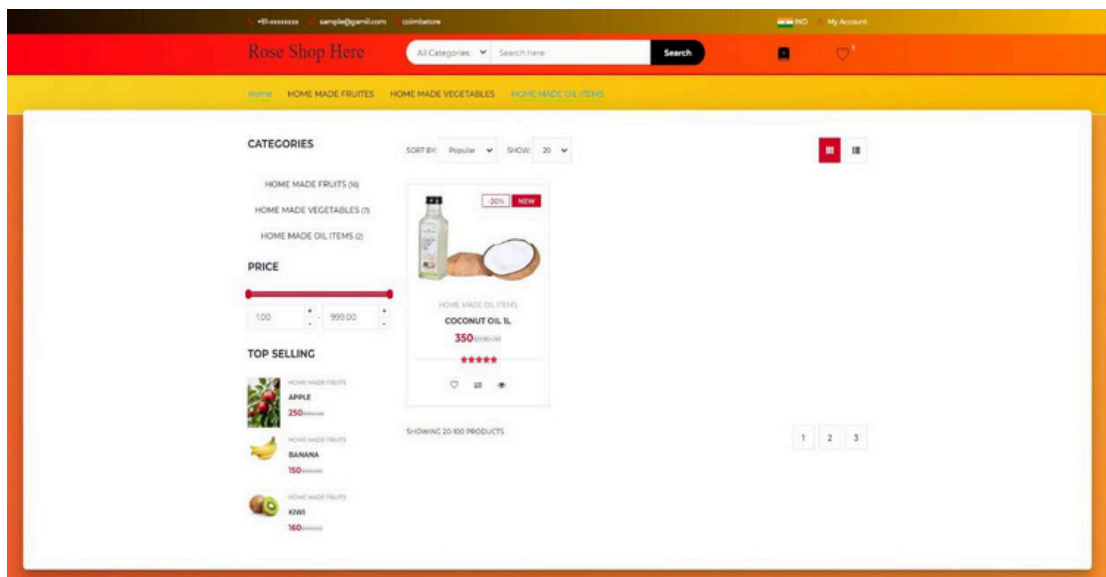 +91-xxxxxxxx sample@gamil.com coimbatore INO My Account
Rose Shop Here All Categories Search here Search 1
Home HOME MADE FRUITES HOME MADE VEGETABLES HOME MADE OIL ITEMS
CATEGORIES
HOME MADE FRUITS (16)
HOME MADE VEGETABLES (7)
HOME MADE OIL ITEMS (2)
PRICE
1.00 + - - 999.00 + -
TOP SELLING
HOME MADE FRUITS
APPLE
250
HOME MADE FRUITS
BANANA
150
HOME MADE FRUITS
KIWI
160
SORT BY: Popular SHOW: 20
-30% NEW
HOME MADE OIL ITEMS
COCONUT OIL 1L
350
SHOWING 20-100 PRODUCTS
1 2 3